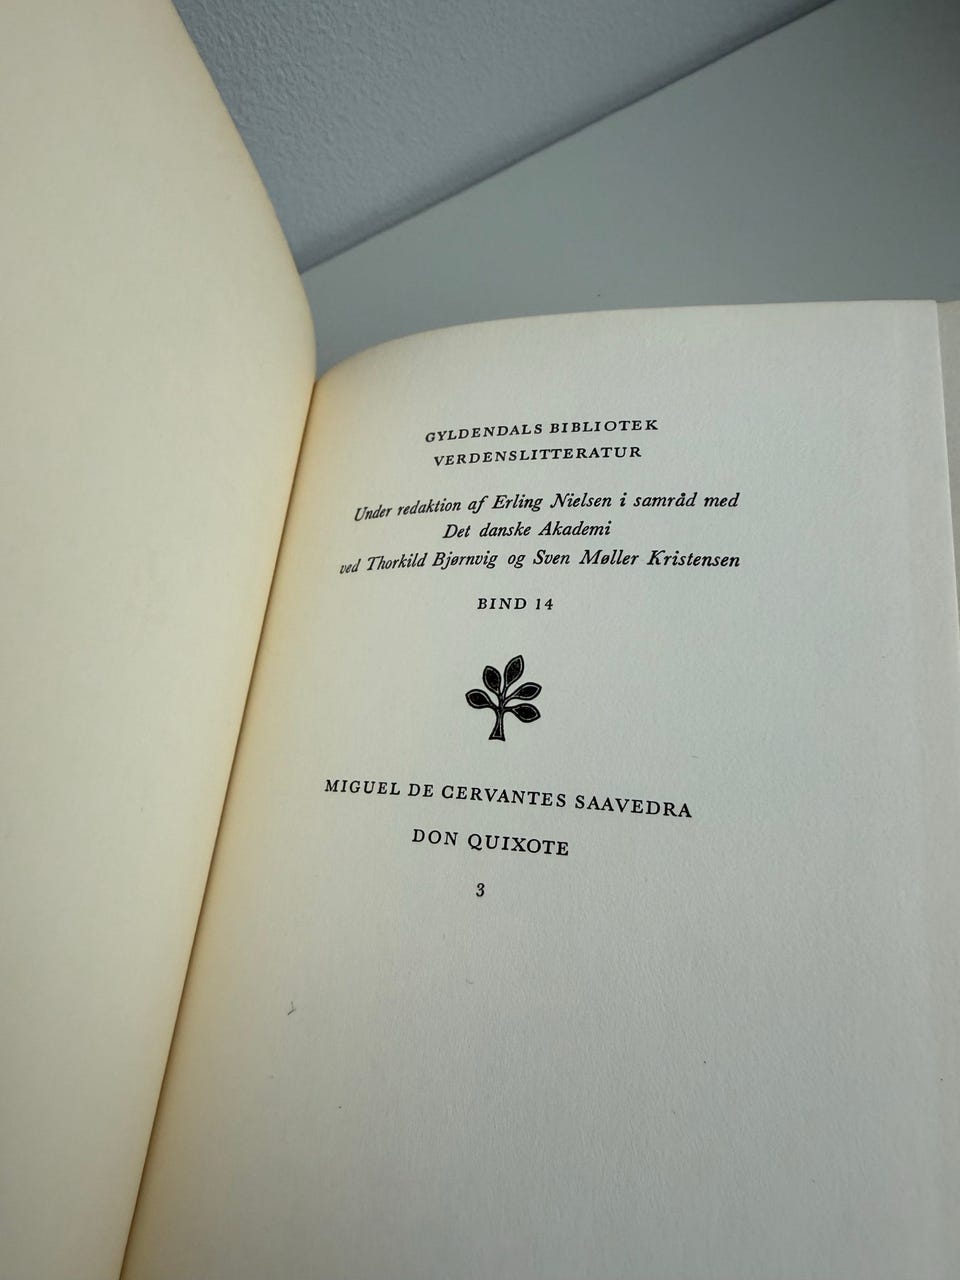 GYLDENDALS BIBLIOTEK
VERDENSLITTERATUR
Under redaktion af Erling Nielsen i samråd med
Det danske Akademi
ved Thorkild Bjørnvig og Sven Møller Kristensen
BIND 14
MIGUEL DE CERVANTES SAAVEDRA
DON QUIXOTE
3